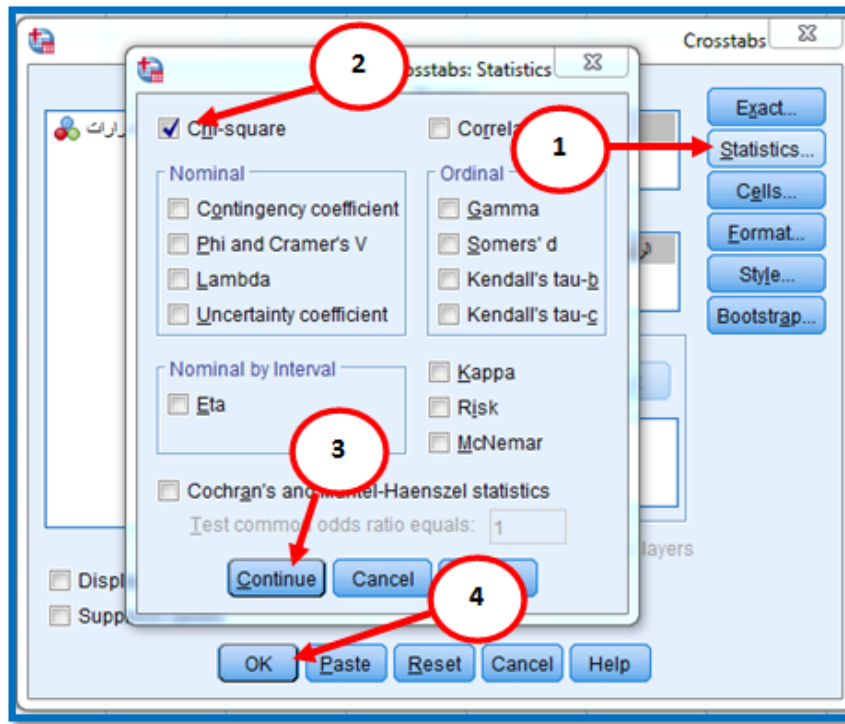 Crosstabs
Crosstabs: Statistics
2
Chi-square
1
Nominal
Ordinal
Contingency coefficient
Gamma
Phi and Cramer's V
Somers' d
Lambda
Kendall's tau-b
Uncertainty coefficient
Kendall's tau-c
Nominal by Interval
Kappa
Eta
Risk
McNemar
3
Cochran's and Mantel-Haenszel statistics
Test common odds ratio equals: 1
layers
Continue Cancel
4
OK Paste Reset Cancel Help
Exact...
Statistics...
Cells...
Format...
Style...
Bootstrap...